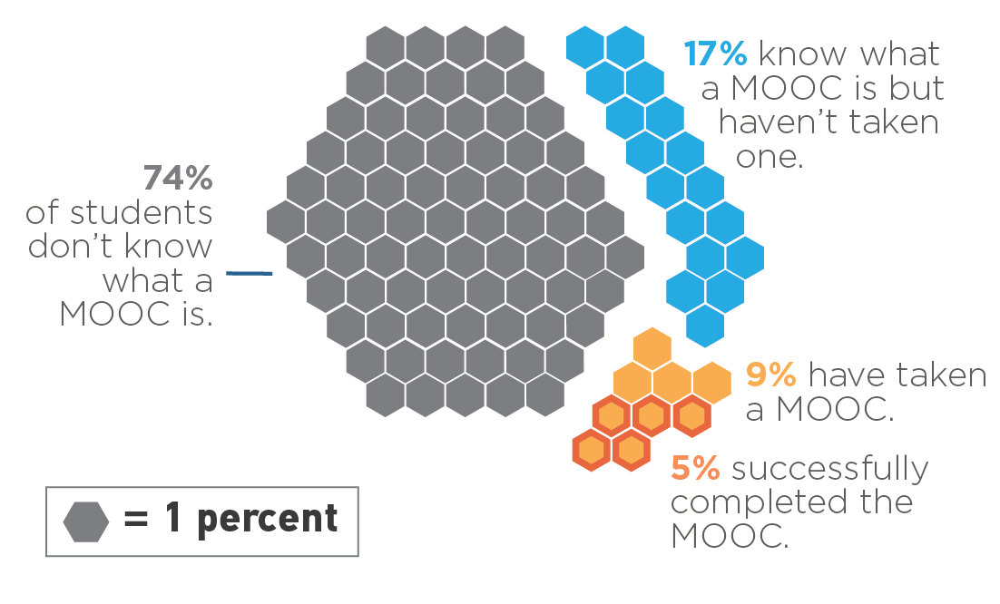 74%
of students
don't know
what a
MOOC is.
17% know what
a MOOC is but
haven't taken
one.
9% have taken
a MOOC.
5% successfully
completed the
MOOC.
= 1 percent